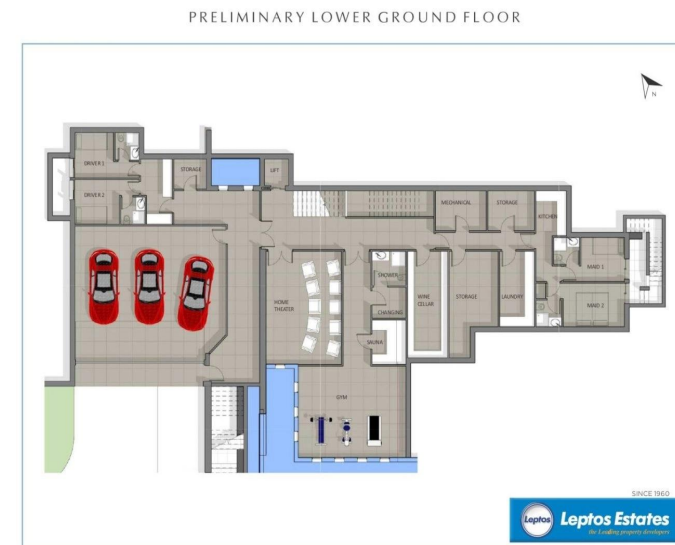 PRELIMINARY LOWER GROUND FLOOR
N
DRIVER 1
STORAGE
LIFT
DRIVER 2
MECHANICAL
STORAGE
KITCHEN
MAID 1
SHOWER
HOME
THEATER
WINE
CELLAR
STORAGE
LAUNDRY
MAID 2
CHANGING
SAUNA
GYM
SINCE 1960
Leptos
Leptos Estates
the Leading property developers